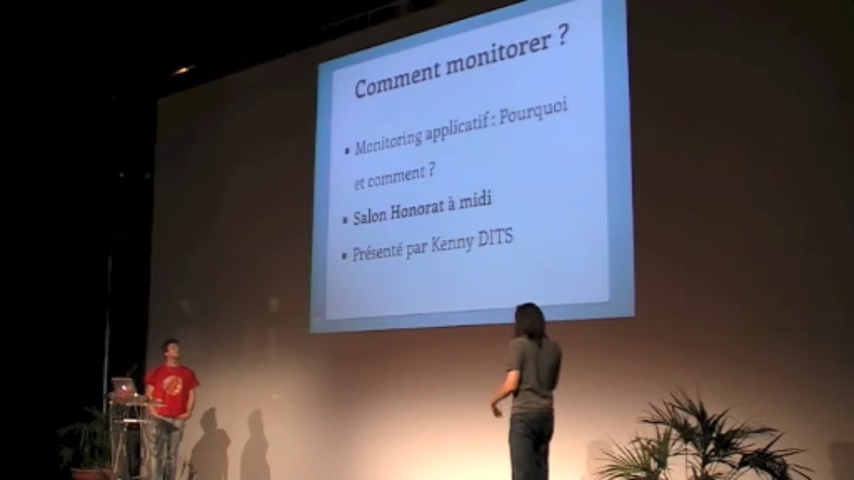 Comment monitorer ?
▪ Monitoring applicatif : Pourquoi
et comment ?
▪ Salon Honorat à midi
▪ Présenté par Kenny DITS